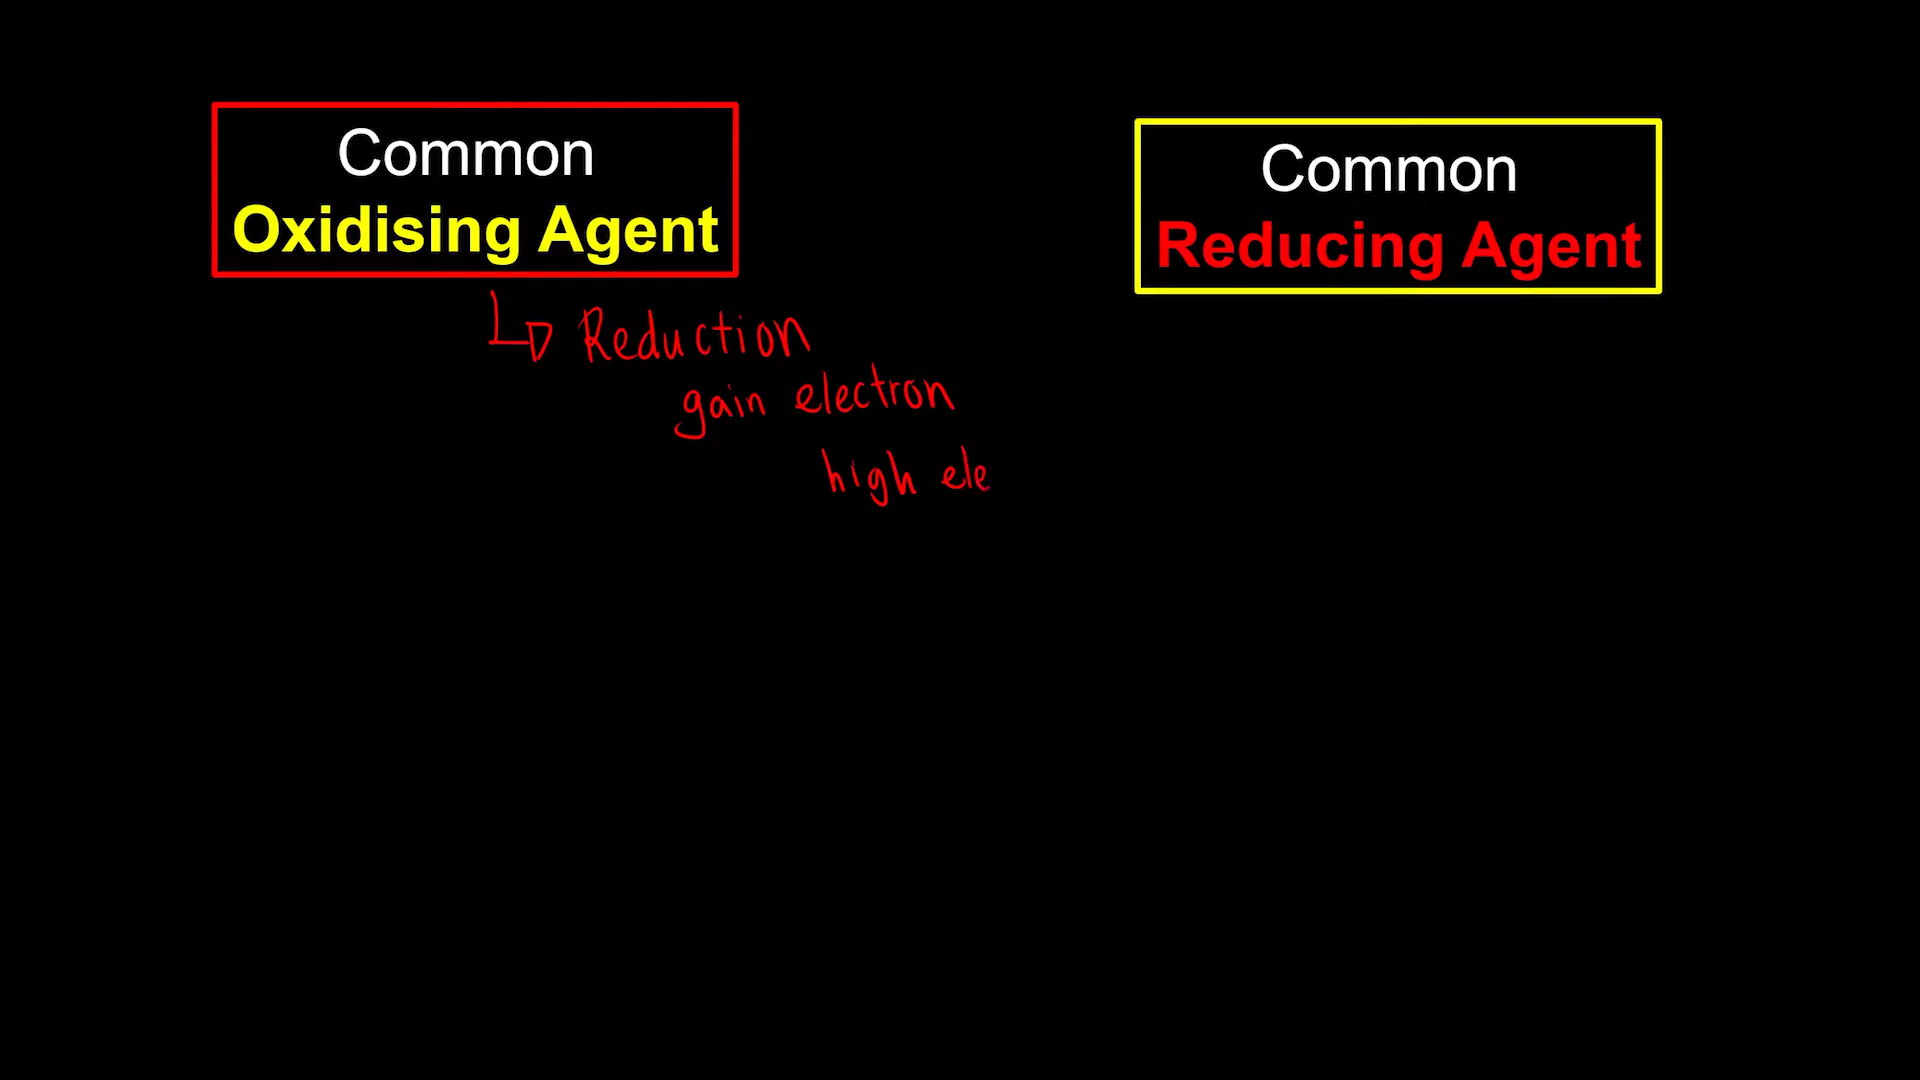 Common
Oxidising Agent
Reduction
gain electron
high ele
Common
Reducing Agent